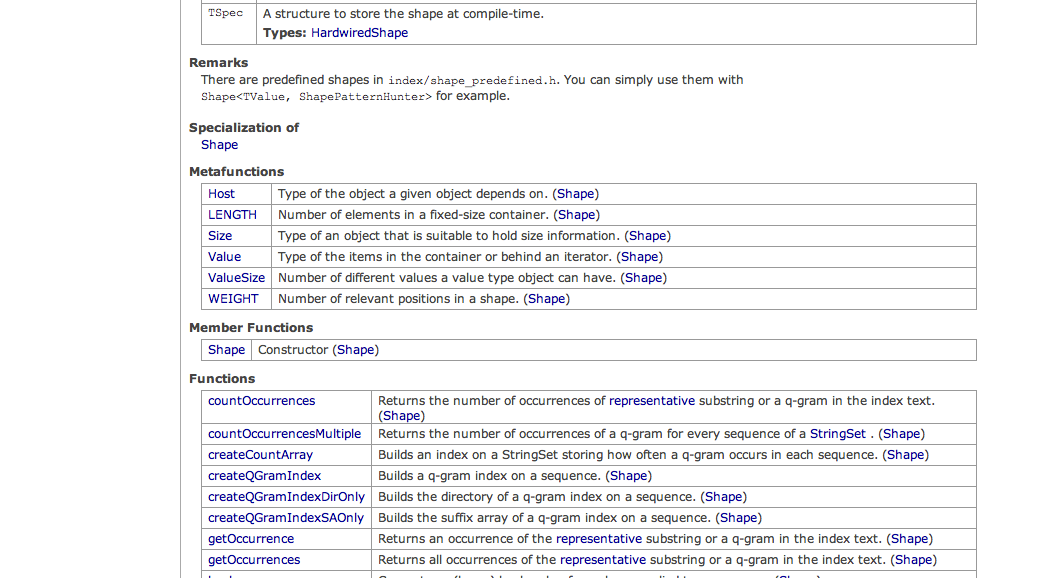 TSpec A structure to store the shape at compile-time.
Types: HardwiredShape
Remarks
There are predefined shapes in index/shape_predefined.h. You can simply use them with
Shape<TValue, ShapePatternHunter> for example.
Specialization of
Shape
Metafunctions
Host Type of the object a given object depends on. (Shape)
LENGTH Number of elements in a fixed-size container. (Shape)
Size Type of an object that is suitable to hold size information. (Shape)
Value Type of the items in the container or behind an iterator. (Shape)
ValueSize Number of different values a value type object can have. (Shape)
WEIGHT Number of relevant positions in a shape. (Shape)
Member Functions
Shape Constructor (Shape)
Functions
countOccurrences Returns the number of occurrences of representative substring or a q-gram in the index text.
(Shape)
countOccurrencesMultiple Returns the number of occurrences of a q-gram for every sequence of a StringSet . (Shape)
createCountArray Builds an index on a StringSet storing how often a q-gram occurs in each sequence. (Shape)
createQGramIndex Builds a q-gram index on a sequence. (Shape)
createQGramIndexDirOnly Builds the directory of a q-gram index on a sequence. (Shape)
createQGramIndexSAOnly Builds the suffix array of a q-gram index on a sequence. (Shape)
getOccurrence Returns an occurrence of the representative substring or a q-gram in the index text. (Shape)
getOccurrences Returns all occurrences of the representative substring or a q-gram in the index text. (Shape)